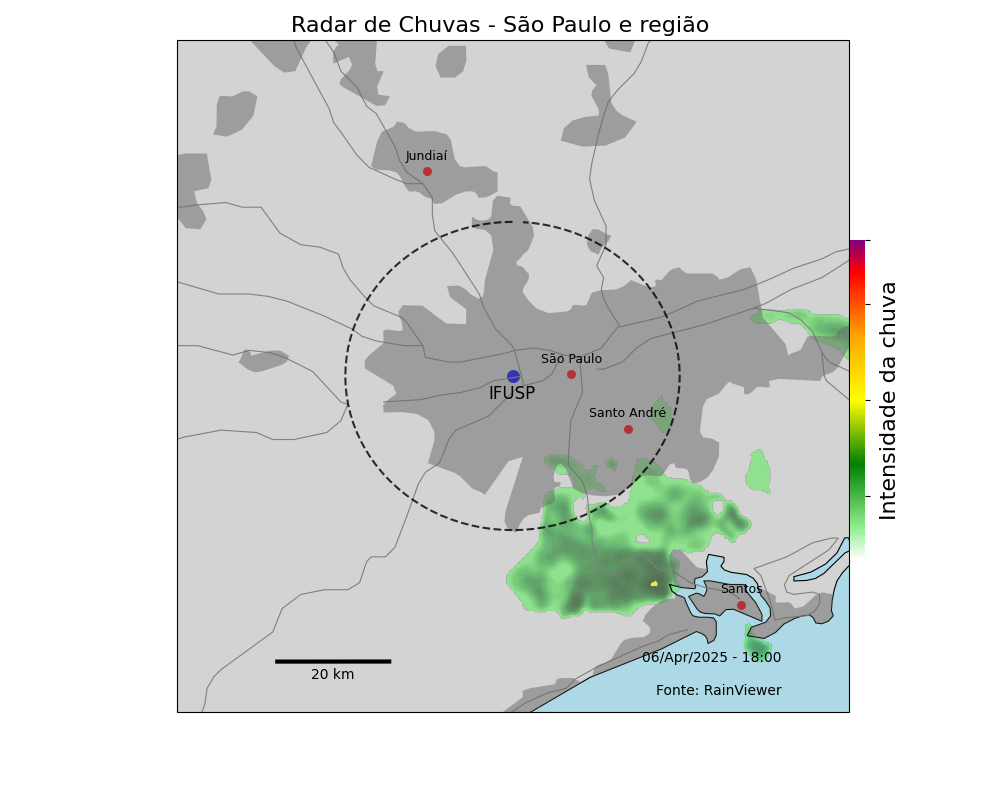 Radar de Chuvas - São Paulo e região
Jundiaí
São Paulo
IFUSP
Santo André
Intensidade da chuva
Santos
06/Apr/2025 - 18:00
20 km
Fonte: RainViewer